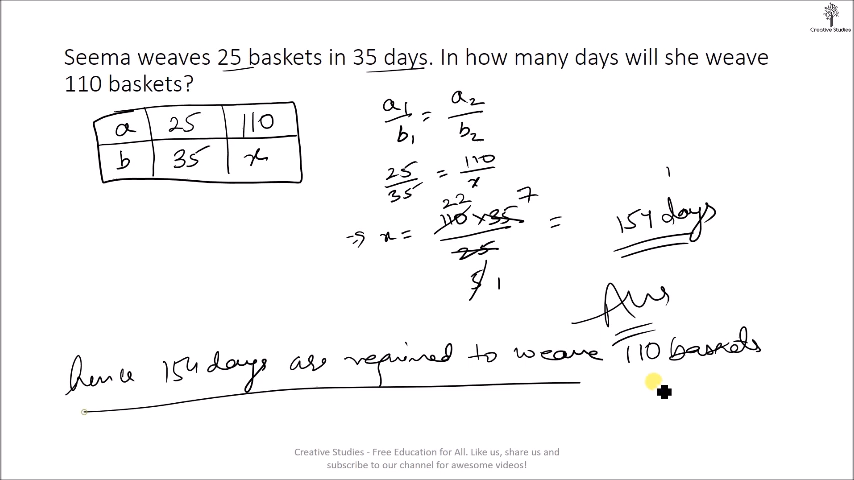 Creative Studies
Seema weaves 25 baskets in 35 days. In how many days will she weave
110 baskets?
a 25 110
b 35 x
a1/b1 = a2/b2
25/35 = 110/x
22 7
⇒ x = 110 x 35 / 25 = 154 days
5 1
1
Ans
hence 154 days are required to weave 110 baskets
Creative Studies - Free Education for All. Like us, share us and
subscribe to our channel for awesome videos!